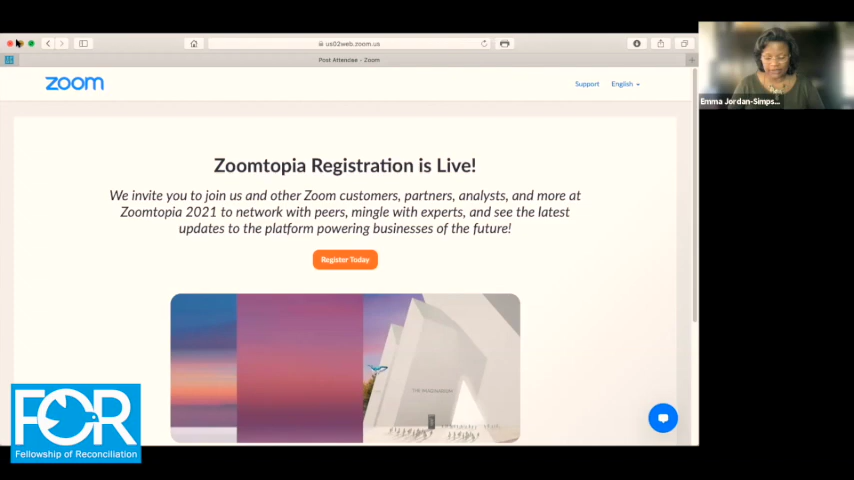 us02web.zoom.us
Post Attendee - Zoom
zoom
Support
English
Zoomtopia Registration is Live!
We invite you to join us and other Zoom customers, partners, analysts, and more at
Zoomtopia 2021 to network with peers, mingle with experts, and see the latest
updates to the platform powering businesses of the future!
Register Today
THE IMAGINARIUM
FOR
Fellowship of Reconciliation
Emma Jordan-Simps...